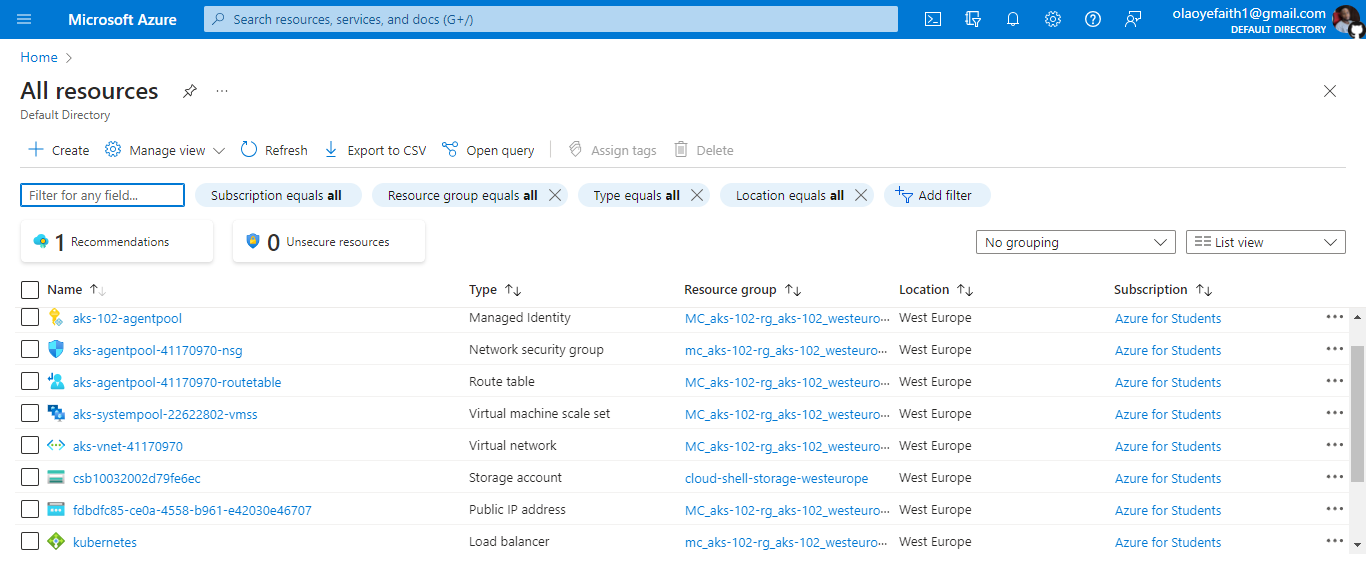 Microsoft Azure Search resources, services, and docs (G+/) olaoyefaith1@gmail.com
DEFAULT DIRECTORY
Home
All resources
Default Directory
Create Manage view Refresh Export to CSV Open query Assign tags Delete
Filter for any field... Subscription equals all Resource group equals all Type equals all Location equals all Add filter
1 Recommendations 0 Unsecure resources No grouping List view
Name Type Resource group Location Subscription
aks-102-agentpool Managed Identity MC_aks-102-rg_aks-102_westeuro... West Europe Azure for Students
aks-agentpool-41170970-nsg Network security group mc_aks-102-rg_aks-102_westeuro... West Europe Azure for Students
aks-agentpool-41170970-routetable Route table MC_aks-102-rg_aks-102_westeuro... West Europe Azure for Students
aks-systempool-22622802-vmss Virtual machine scale set MC_aks-102-rg_aks-102_westeuro... West Europe Azure for Students
aks-vnet-41170970 Virtual network MC_aks-102-rg_aks-102_westeuro... West Europe Azure for Students
csb10032002d79fe6ec Storage account cloud-shell-storage-westeurope West Europe Azure for Students
fdbdfc85-ce0a-4558-b961-e42030e46707 Public IP address MC_aks-102-rg_aks-102_westeuro... West Europe Azure for Students
kubernetes Load balancer mc_aks-102-rg_aks-102_westeuro... West Europe Azure for Students